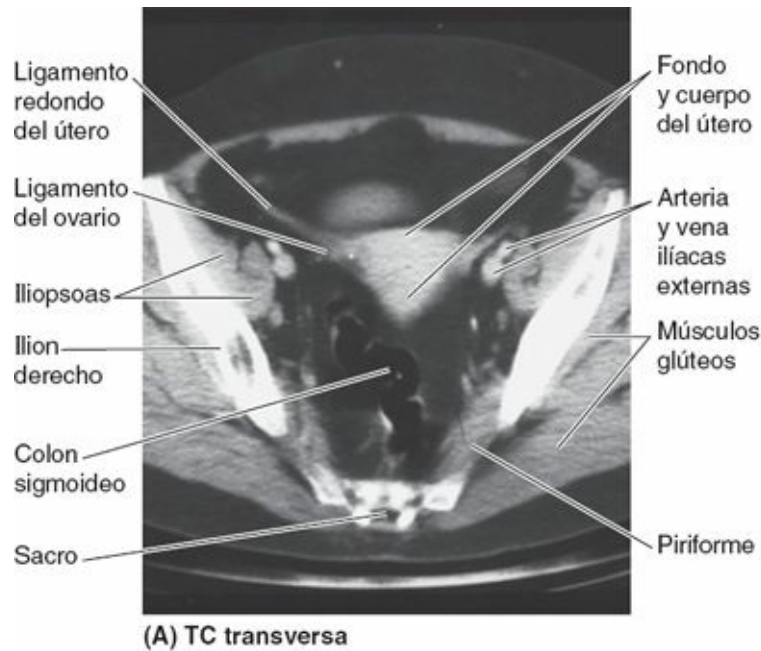 Ligamento
redondo
del útero
Ligamento
del ovario
Iliopsoas
Ilion
derecho
Colon
sigmoideo
Sacro
Fondo
y cuerpo
del útero
Arteria
y vena
ilíacas
externas
Músculos
glúteos
Piriforme
(A) TC transversa